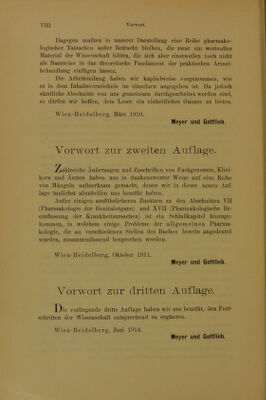 VIII Vorwort.
Dagegen mußten in unserer Darstellung eine Reihe pharmako-
logischer Tatsachen außer Betracht bleiben, die zwar ein wertvolles
Material der Wissenschaft bilden, die sich aber einstweilen noch nicht
als Bausteine in das theoretische Fundament der praktischen Arznei-
behandlung einfügen lassen.
Die Arbeitsteilung haben wir kapitelweise vorgenommen, wie
es in dem Inhaltsverzeichnis im einzelnen angegeben ist. Da jedoch
sämtliche Abschnitte von uns gemeinsam durchgearbeitet worden sind,
dürfen wir hoffen, dem Leser ein einheitliches Ganzes zu bieten.
Wien-Heidelberg, März 1910.
Meyer und Gottlieb.
Vorwort zur zweiten Auflage.
Zahlreiche Äußerungen und Zuschriften von Fachgenossen, Klini-
kern und Ärzten haben uns in dankenswerter Weise auf eine Reihe
von Mängeln aufmerksam gemacht, denen wir in dieser neuen Auf-
lage tunlichst abzuhelfen uns bemüht haben.
Außer einigen ausführlicheren Zusätzen zu den Abschnitten VII
(Pharmakologie der Genitalorgane) und XVII (Pharmakologische Be-
einflussung der Krankheitsursachen) ist ein Schlußkapitel hinzuge-
kommen, in welchem einige Probleme der allgemeinen Pharma-
kologie, die an verschiedenen Stellen des Buches bereits angedeutet
wurden, zusammenfassend besprochen werden.
Wien-Heidelberg, Oktober 1911.
Meyer und Gottlieb.
Vorwort zur dritten Auflage.
Die vorliegende dritte Auflage haben wir uns bemüht, den Fort-
schritten der Wissenschaft entsprechend zu ergänzen.
Wien-Heidelberg, Juni 1914.
Meyer und Gottlieb.